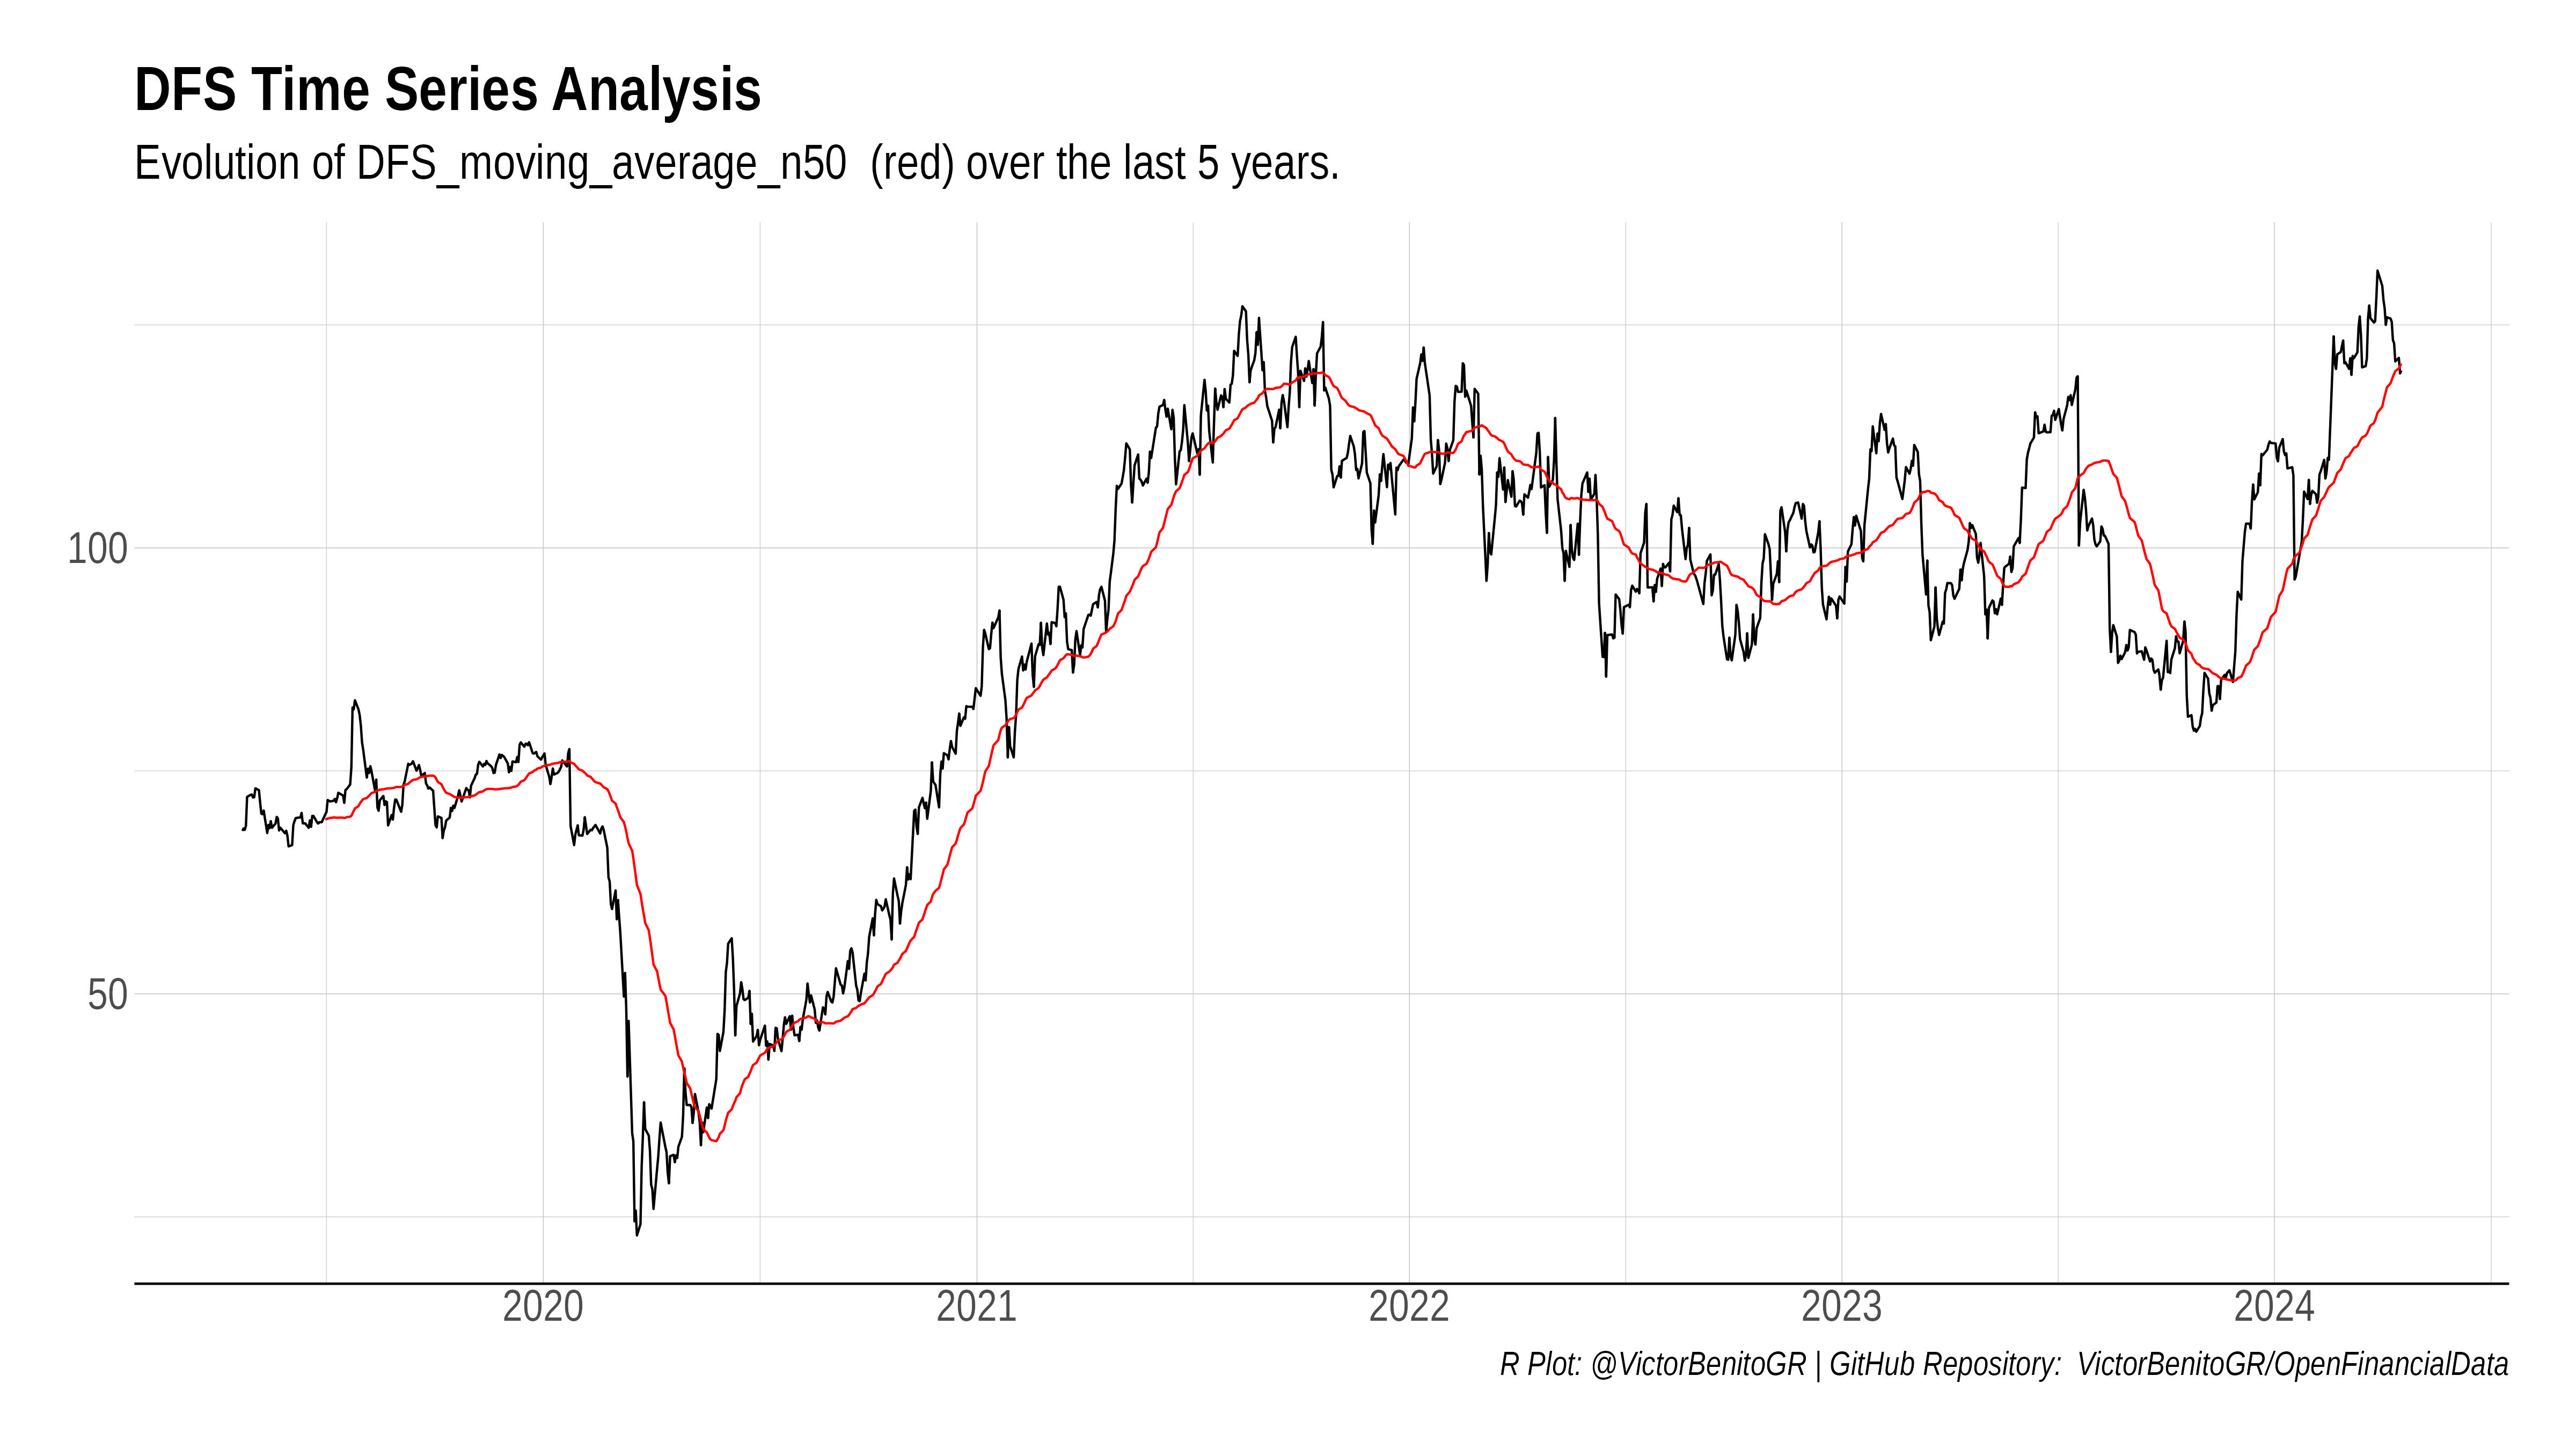 DFS Time Series Analysis
Evolution of DFS_moving_average_n50  (red) over the last 5 years.
100
50
2020 2021 2022 2023 2024
R Plot: @VictorBenitoGR | GitHub Repository:  VictorBenitoGR/OpenFinancialData